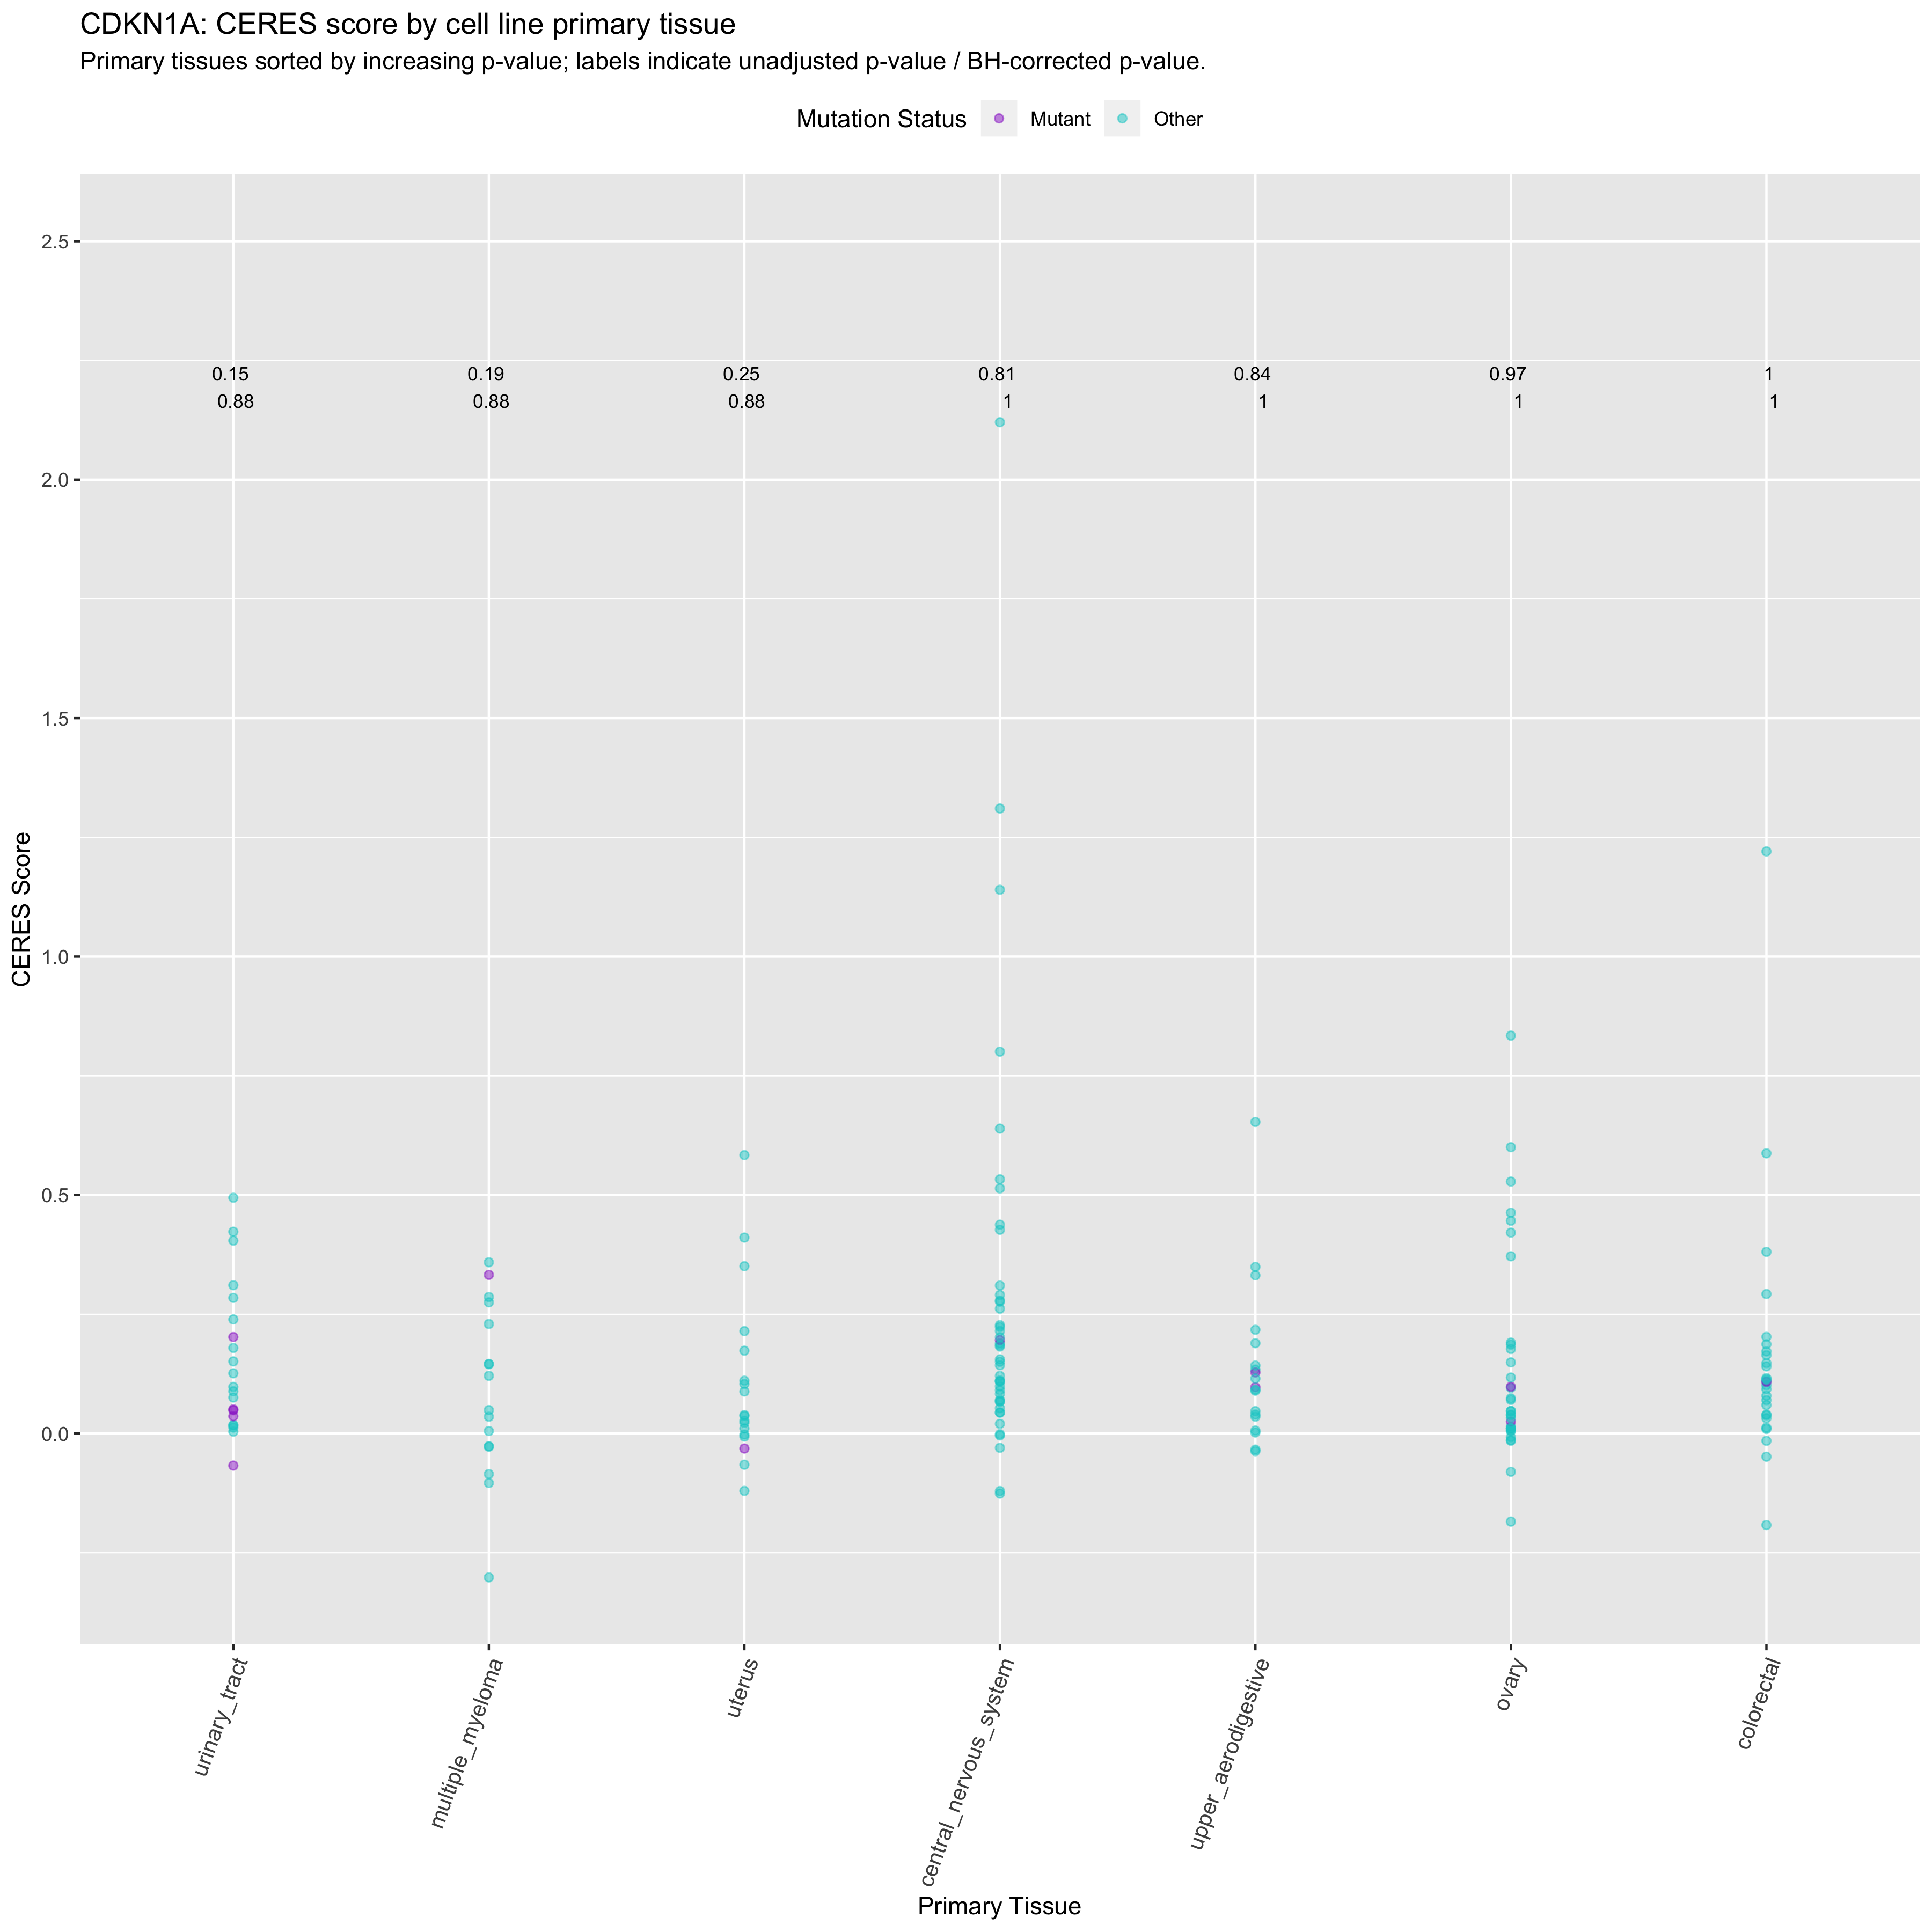 CDKN1A: CERES score by cell line primary tissue
Primary tissues sorted by increasing p-value; labels indicate unadjusted p-value / BH-corrected p-value.
Mutation Status Mutant Other
2.5
0.15 0.19 0.25 0.81 0.84 0.97 1
0.88 0.88 0.88 1 1 1 1
2.0
1.5
1.0
0.5
0.0
CERES Score
urinary_tract
multiple_myeloma
uterus
central_nervous_system
upper_aerodigestive
ovary
colorectal
Primary Tissue